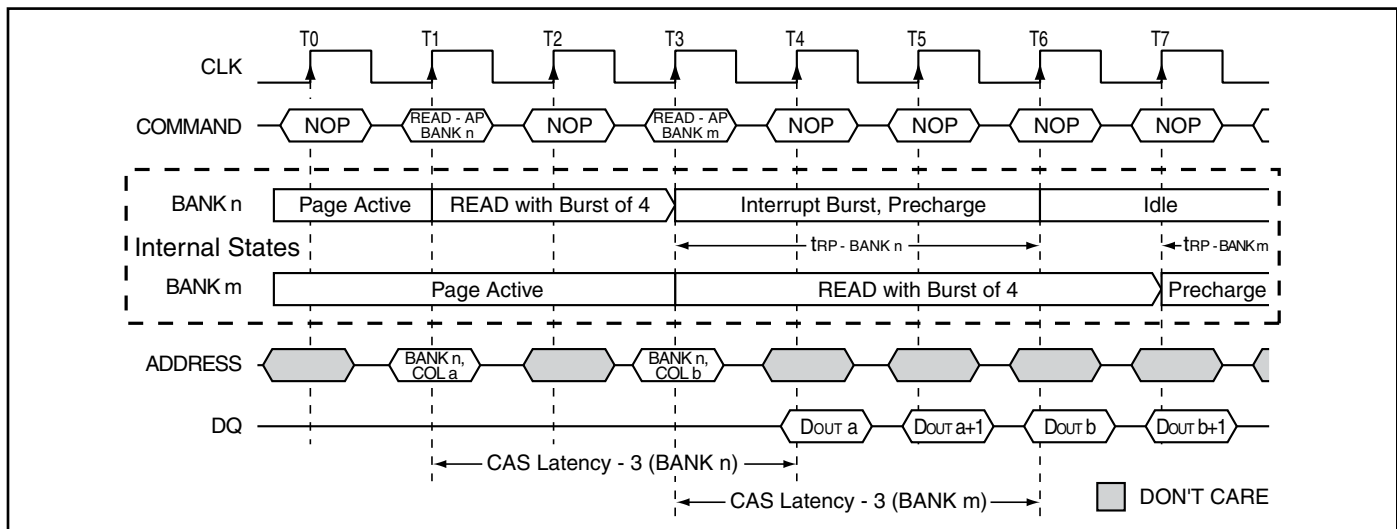 T0 T1 T2 T3 T4 T5 T6 T7
CLK
COMMAND NOP READ - AP BANK n NOP READ - AP BANK m NOP NOP NOP NOP
BANK n Page Active READ with Burst of 4 Interrupt Burst, Precharge Idle
Internal States tRP - BANK n tRP - BANK m
BANK m Page Active READ with Burst of 4 Precharge
ADDRESS BANK n, COL a BANK n, COL b
DQ DOUT a DOUT a+1 DOUT b DOUT b+1
CAS Latency - 3 (BANK n)
CAS Latency - 3 (BANK m) DON'T CARE